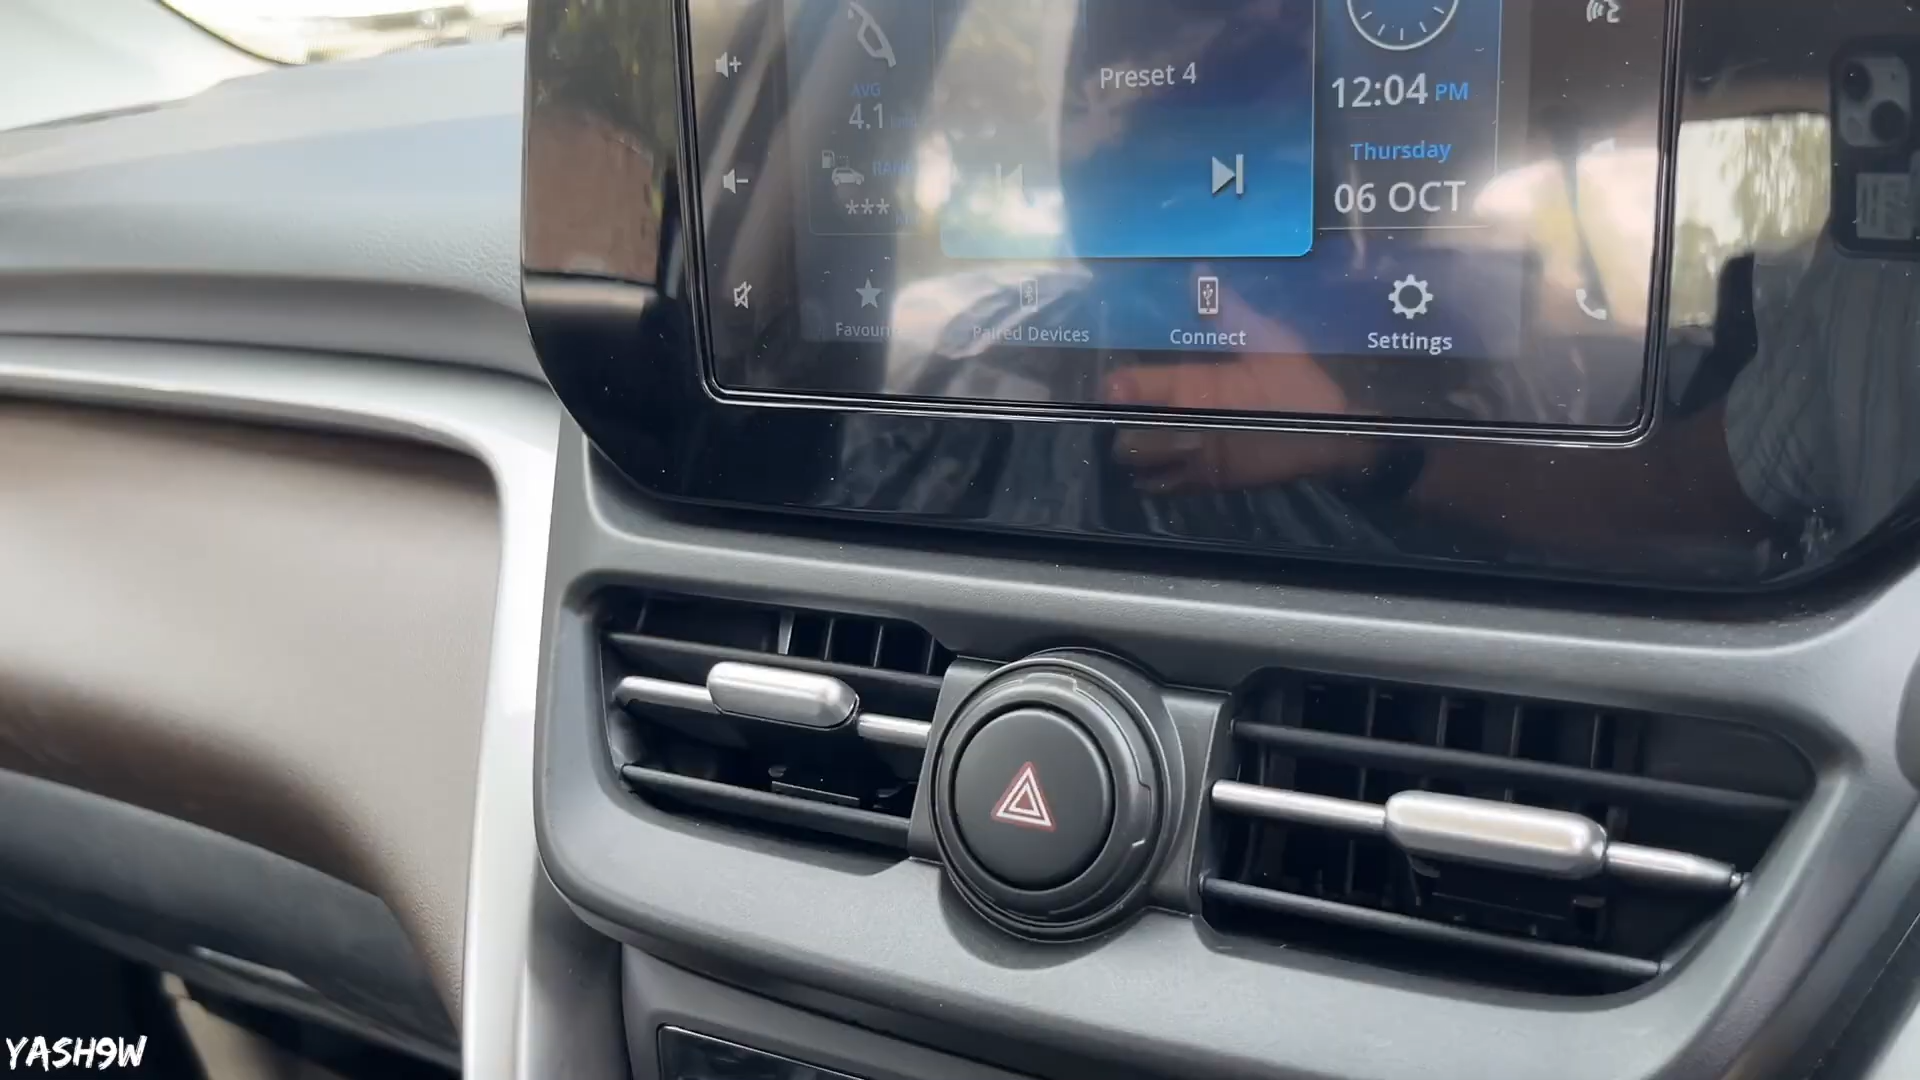 Preset 4
12:04 PM
Thursday
06 OCT
AVG
4.1
***
Paired Devices
Connect
Settings
YASH9W